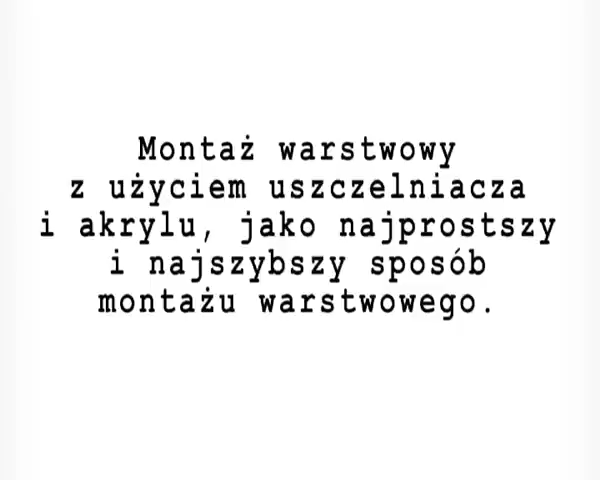 Montaż warstwowy
z użyciem uszczelniacza
i akrylu, jako najprostszy
i najszybszy sposób
montażu warstwowego.